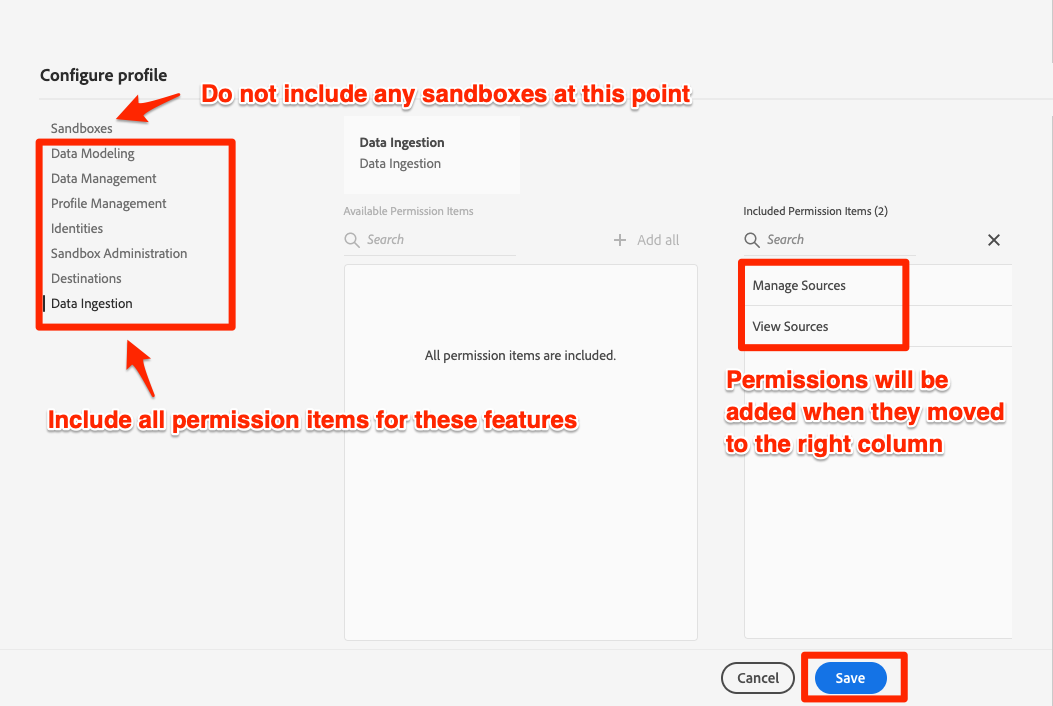 Configure profile
Do not include any sandboxes at this point
Sandboxes
Data Modeling
Data Management
Profile Management
Identities
Sandbox Administration
Destinations
Data Ingestion
Include all permission items for these features
Data Ingestion
Data Ingestion
Available Permission Items
Search
Add all
All permission items are included.
Included Permission Items (2)
Search
Manage Sources
View Sources
Permissions will be
added when they moved
to the right column
Cancel
Save